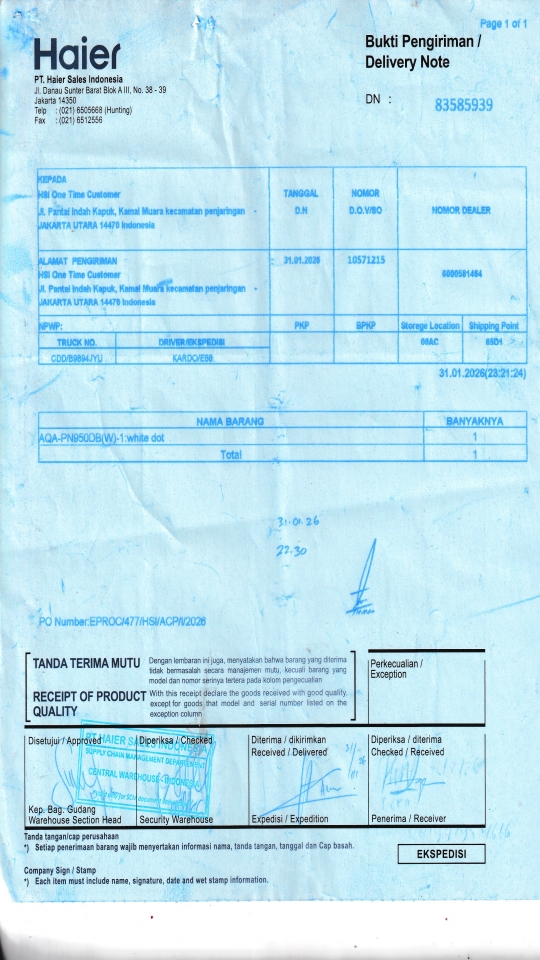 Page 1 of 1
Haier
PT. Haier Sales Indonesia
Jl. Danau Sunter Barat Blok A III, No. 38 - 39
Jakarta 14350
Telp : (021) 6505668 (Hunting)
Fax : (021) 6512556
Bukti Pengiriman /
Delivery Note
DN : 83585939
KEPADA
HSI One Time Customer
Jl. Pantai Indah Kapuk, Kamal Muara kecamatan penjaringan -
JAKARTA UTARA 14470 Indonesia
TANGGAL
D.N
NOMOR
D.O.V/SO
NOMOR DEALER
ALAMAT PENGIRIMAN
HSI One Time Customer
Jl. Pantai Indah Kapuk, Kamal Muara kecamatan penjaringan -
JAKARTA UTARA 14470 Indonesia
31.01.2026
10571215
NPWP:
PKP
BPKP
Storege Location
Shipping Point
TRUCK NO.
DRIVER/EKSPEDISI
CDD/B9894JYU
31.01.2026(23:21:24)
NAMA BARANG BANYAKNYA
AQA-PN950DB(W)-1:white dot 1
Total 1
31.01.26
22.30
PO Number:EPROC/477/HSI/ACP/I/2026
TANDA TERIMA MUTU
Dengan lembaran ini juga, menyatakan bahwa barang yang diterima
tidak bermasalah secara manajemen mutu, kecuali barang yang
model dan nomor serinya tertera pada kolom pengecualian
RECEIPT OF PRODUCT
QUALITY
With this receipt declare the goods received with good quality,
except for goods that model and serial number listed on the
exception column
Perkecualian /
Exception
Disetujui / Approved
Diperiksa / Checked
Diterima / dikirimkan
Received / Delivered
Diperiksa / diterima
Checked / Received
PT HAIER SALES INDONESIA
SUPPLY CHAIN MANAGEMENT DEPARTEMENT
CENTRAL WAREHOUSE-INDONESIA
Kep. Bag. Gudang
Warehouse Section Head
Security Warehouse
Expedisi / Expedition
Penerima / Receiver
Tanda tangan/cap perusahaan
*) Setiap penerimaan barang wajib menyertakan informasi nama, tanda tangan, tanggal dan Cap basah.
EKSPEDISI
Company Sign / Stamp
*) Each item must include name, signature, date and wet stamp information.